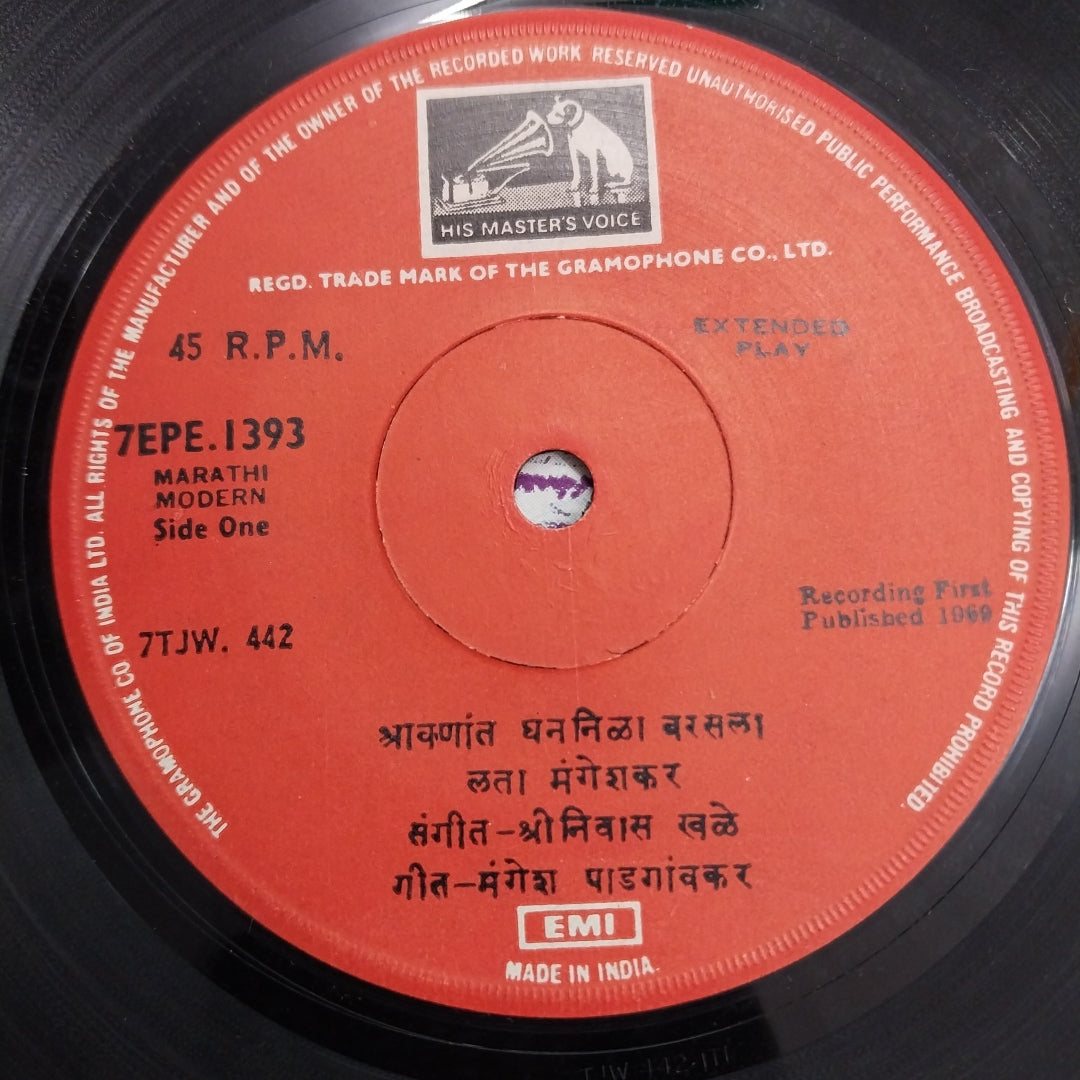 THE GRAMOPHONE CO OF INDIA LTD. ALL RIGHTS OF THE MANUFACTURER AND OF THE OWNER OF THE RECORDED WORK RESERVED UNAUTHORISED PUBLIC PERFORMANCE BROADCASTING AND COPYING OF THIS RECORD PROHIBITED.
HIS MASTER'S VOICE
REGD. TRADE MARK OF THE GRAMOPHONE CO., LTD.
45 R.P.M.
EXTENDED
PLAY
7EPE.1393
MARATHI
MODERN
Side One
Recording First
Published 1969
7TJW. 442
श्रावणांत घननिळा बरसला
लता मंगेशकर
संगीत-श्रीनिवास खळे
गीत-मंगेश पाडगांवकर
EMI
MADE IN INDIA.